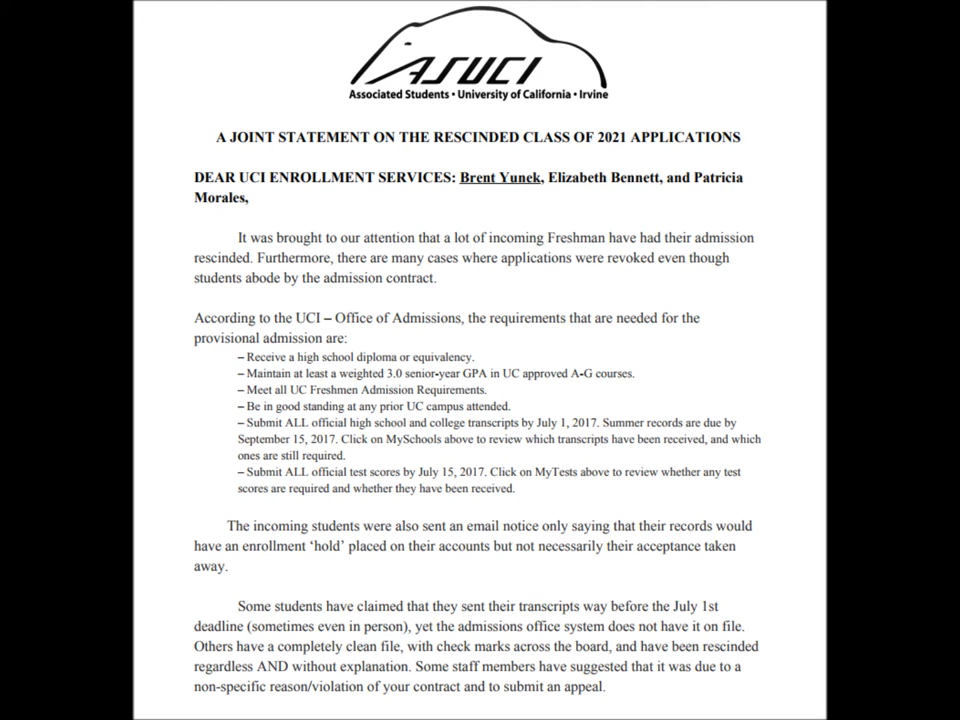 ASUCI
Associated Students • University of California • Irvine
A JOINT STATEMENT ON THE RESCINDED CLASS OF 2021 APPLICATIONS
DEAR UCI ENROLLMENT SERVICES: Brent Yunek, Elizabeth Bennett, and Patricia
Morales,
It was brought to our attention that a lot of incoming Freshman have had their admission
rescinded. Furthermore, there are many cases where applications were revoked even though
students abode by the admission contract.
According to the UCI – Office of Admissions, the requirements that are needed for the
provisional admission are:
– Receive a high school diploma or equivalency.
– Maintain at least a weighted 3.0 senior-year GPA in UC approved A-G courses.
– Meet all UC Freshmen Admission Requirements.
– Be in good standing at any prior UC campus attended.
– Submit ALL official high school and college transcripts by July 1, 2017. Summer records are due by
September 15, 2017. Click on MySchools above to review which transcripts have been received, and which
ones are still required.
– Submit ALL official test scores by July 15, 2017. Click on MyTests above to review whether any test
scores are required and whether they have been received.
The incoming students were also sent an email notice only saying that their records would
have an enrollment ‘hold’ placed on their accounts but not necessarily their acceptance taken
away.
Some students have claimed that they sent their transcripts way before the July 1st
deadline (sometimes even in person), yet the admissions office system does not have it on file.
Others have a completely clean file, with check marks across the board, and have been rescinded
regardless AND without explanation. Some staff members have suggested that it was due to a
non-specific reason/violation of your contract and to submit an appeal.